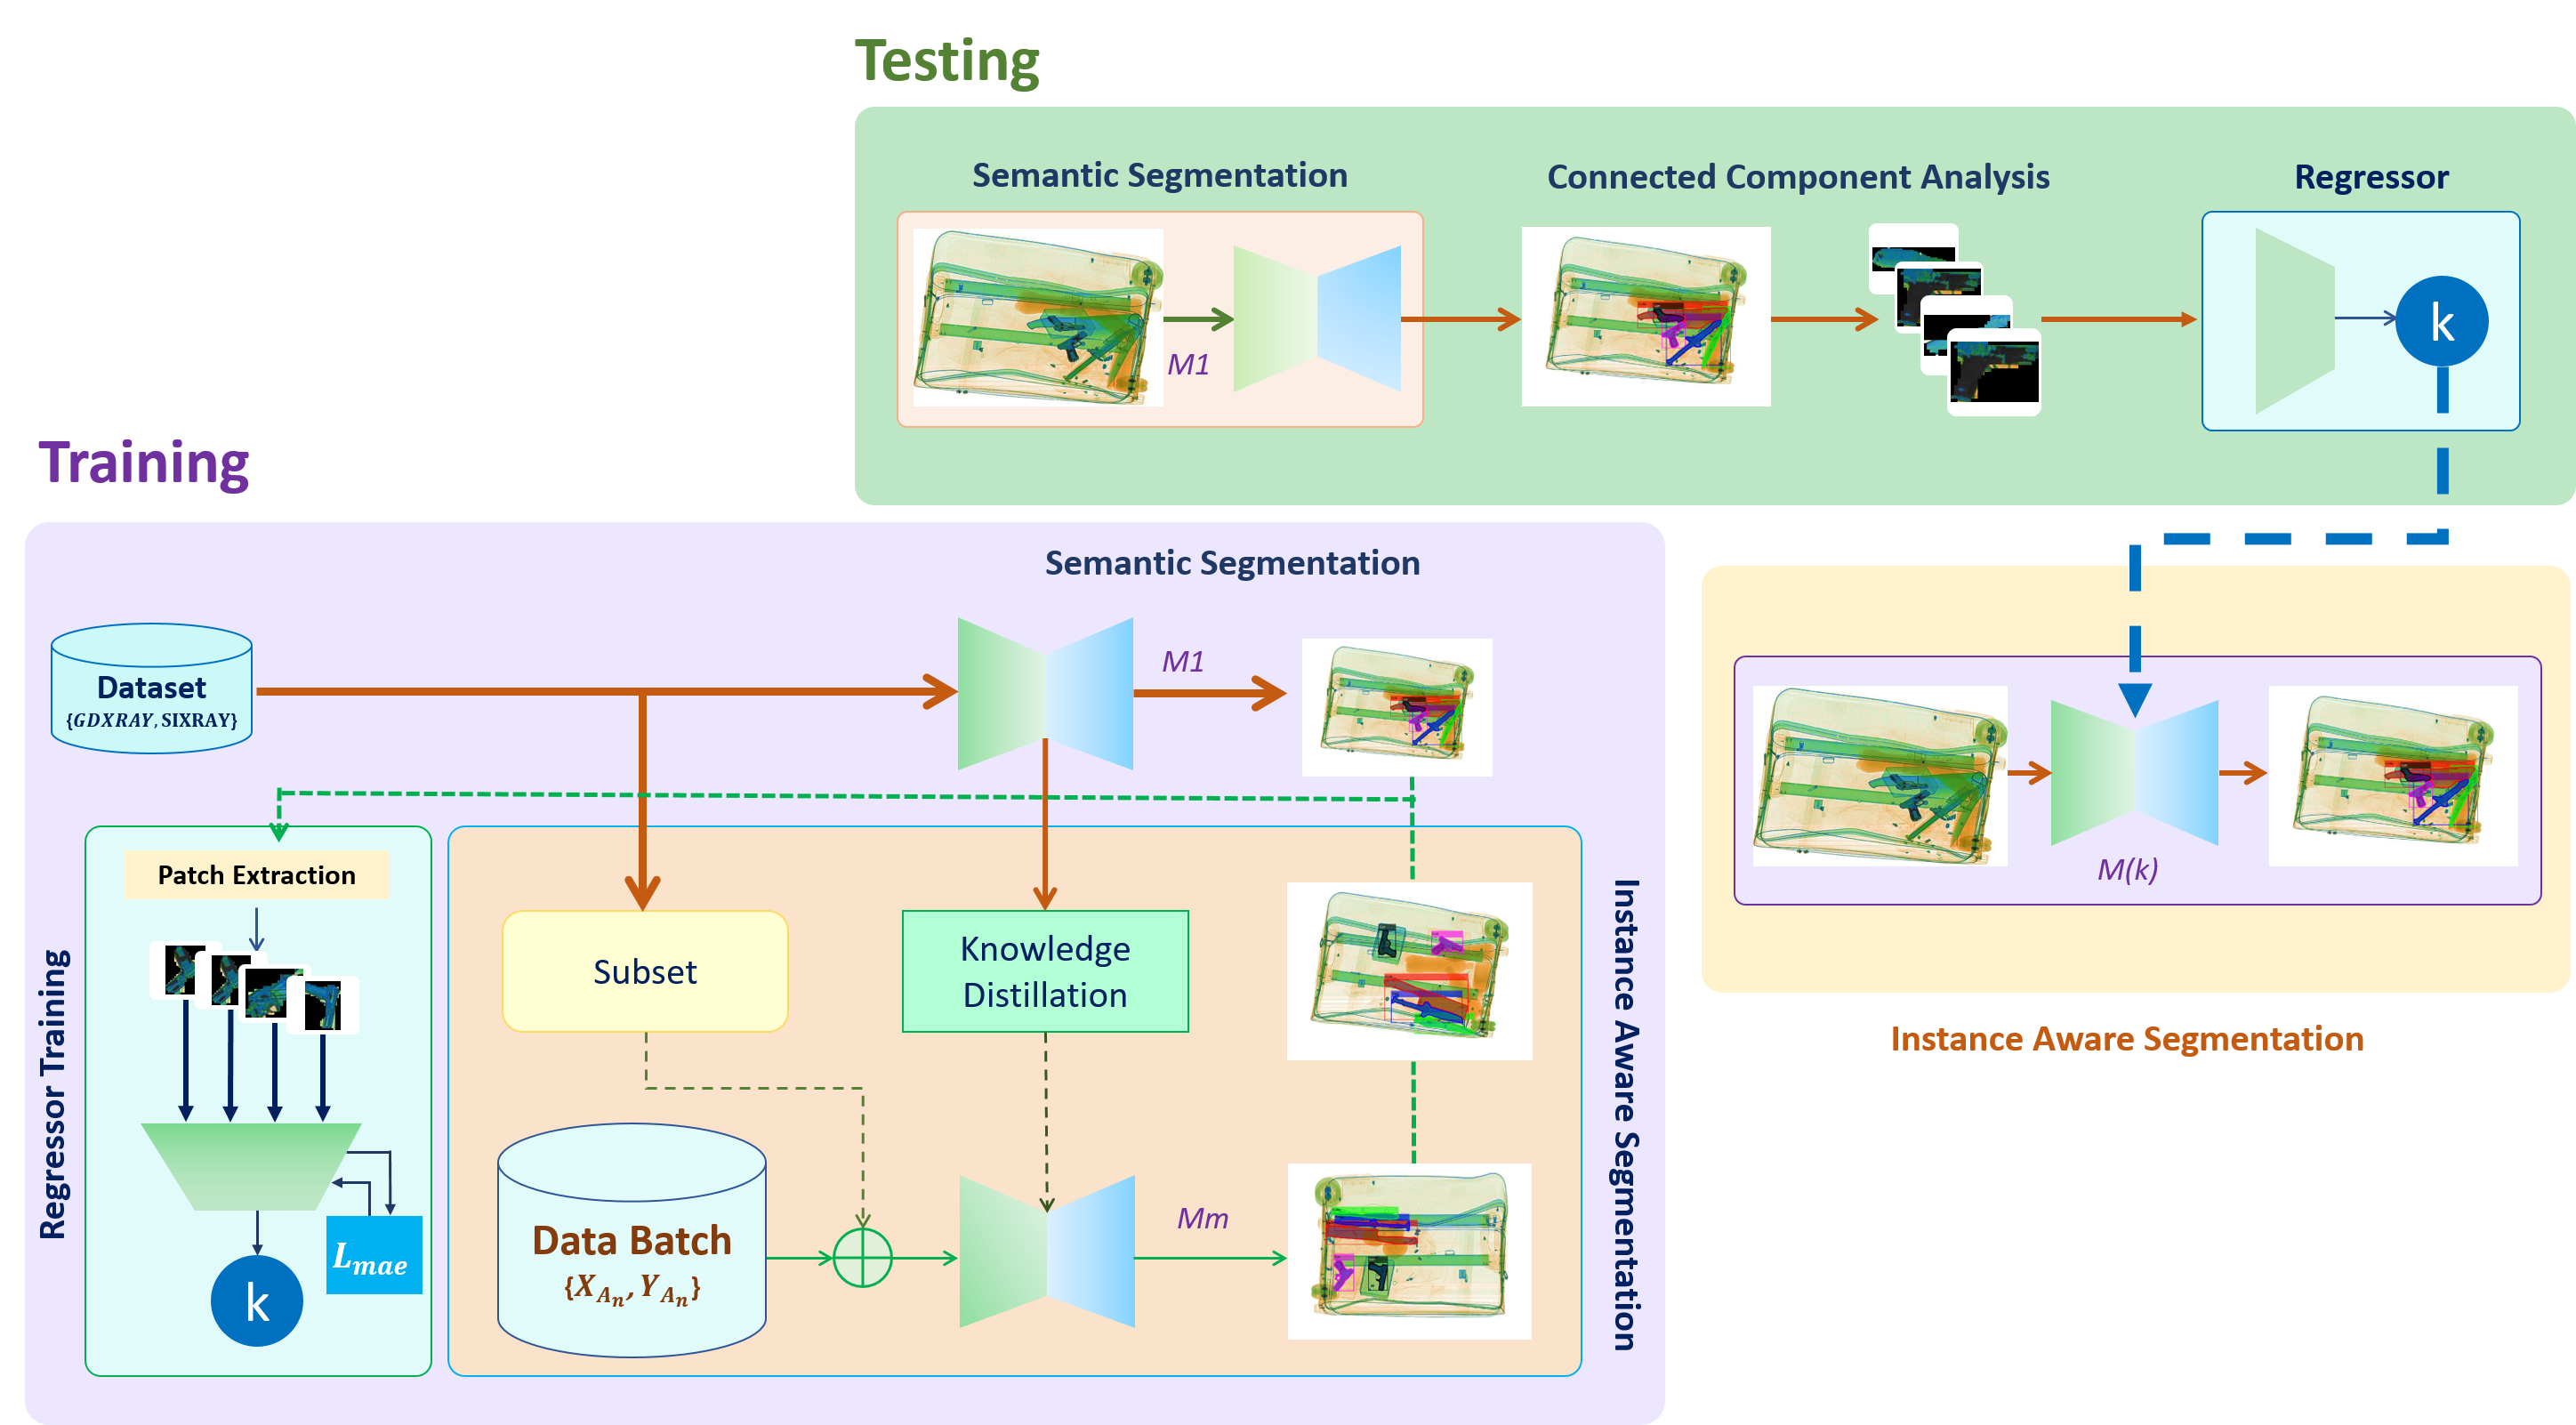 Testing
Semantic Segmentation
Connected Component Analysis
Regressor
M1
k
Training
Semantic Segmentation
Dataset
{GDXRAY, SIXRAY}
M1
Patch Extraction
Regressor Training
L_{mae}
k
Subset
Knowledge
Distillation
Data Batch
{X_{A_n}, Y_{A_n}}
Mm
Instance Aware Segmentation
M(k)
Instance Aware Segmentation